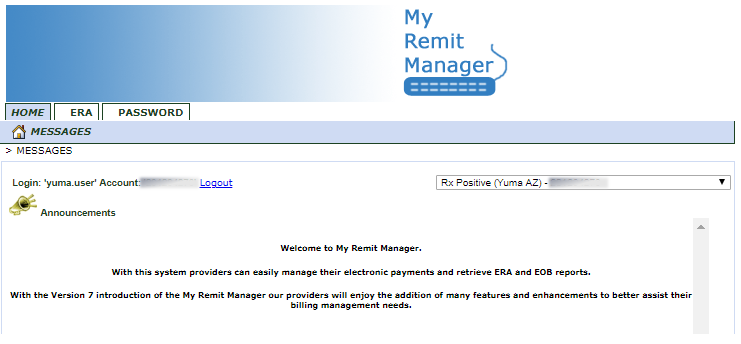 My
Remit
Manager
HOME ERA PASSWORD
MESSAGES
> MESSAGES
Login: 'yuma.user' Account: Logout
Rx Positive (Yuma AZ) -
Announcements
Welcome to My Remit Manager.
With this system providers can easily manage their electronic payments and retrieve ERA and EOB reports.
With the Version 7 introduction of the My Remit Manager our providers will enjoy the addition of many features and enhancements to better assist their
billing management needs.